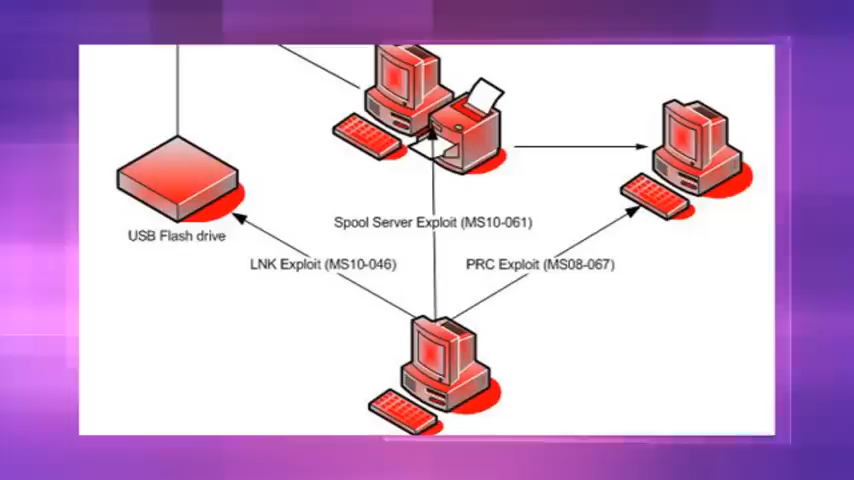 Spool Server Exploit (MS10-061)
USB Flash drive
LNK Exploit (MS10-046)
PRC Exploit (MS08-067)